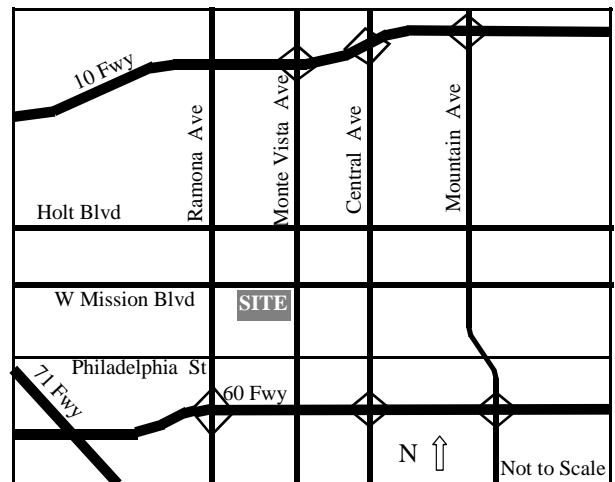 10 Fwy
Ramona Ave
Monte Vista Ave
Central Ave
Mountain Ave
Holt Blvd
W Mission Blvd
SITE
Philadelphia St
71 Fwy
60 Fwy
N
Not to Scale